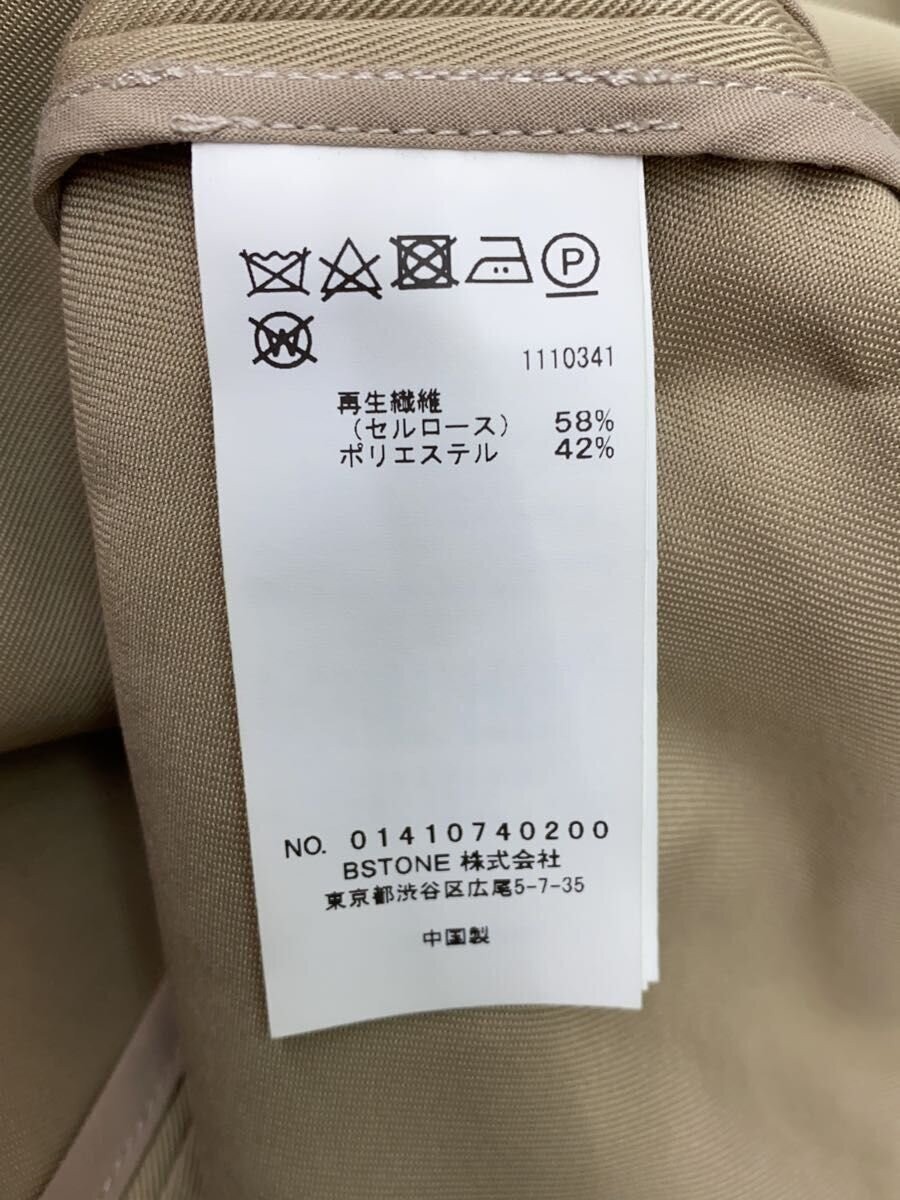 P
W
1110341
再生繊維
(セルロース) 58%
ポリエステル 42%
NO. 01410740200
BSTONE 株式会社
東京都渋谷区広尾5-7-35
中国製